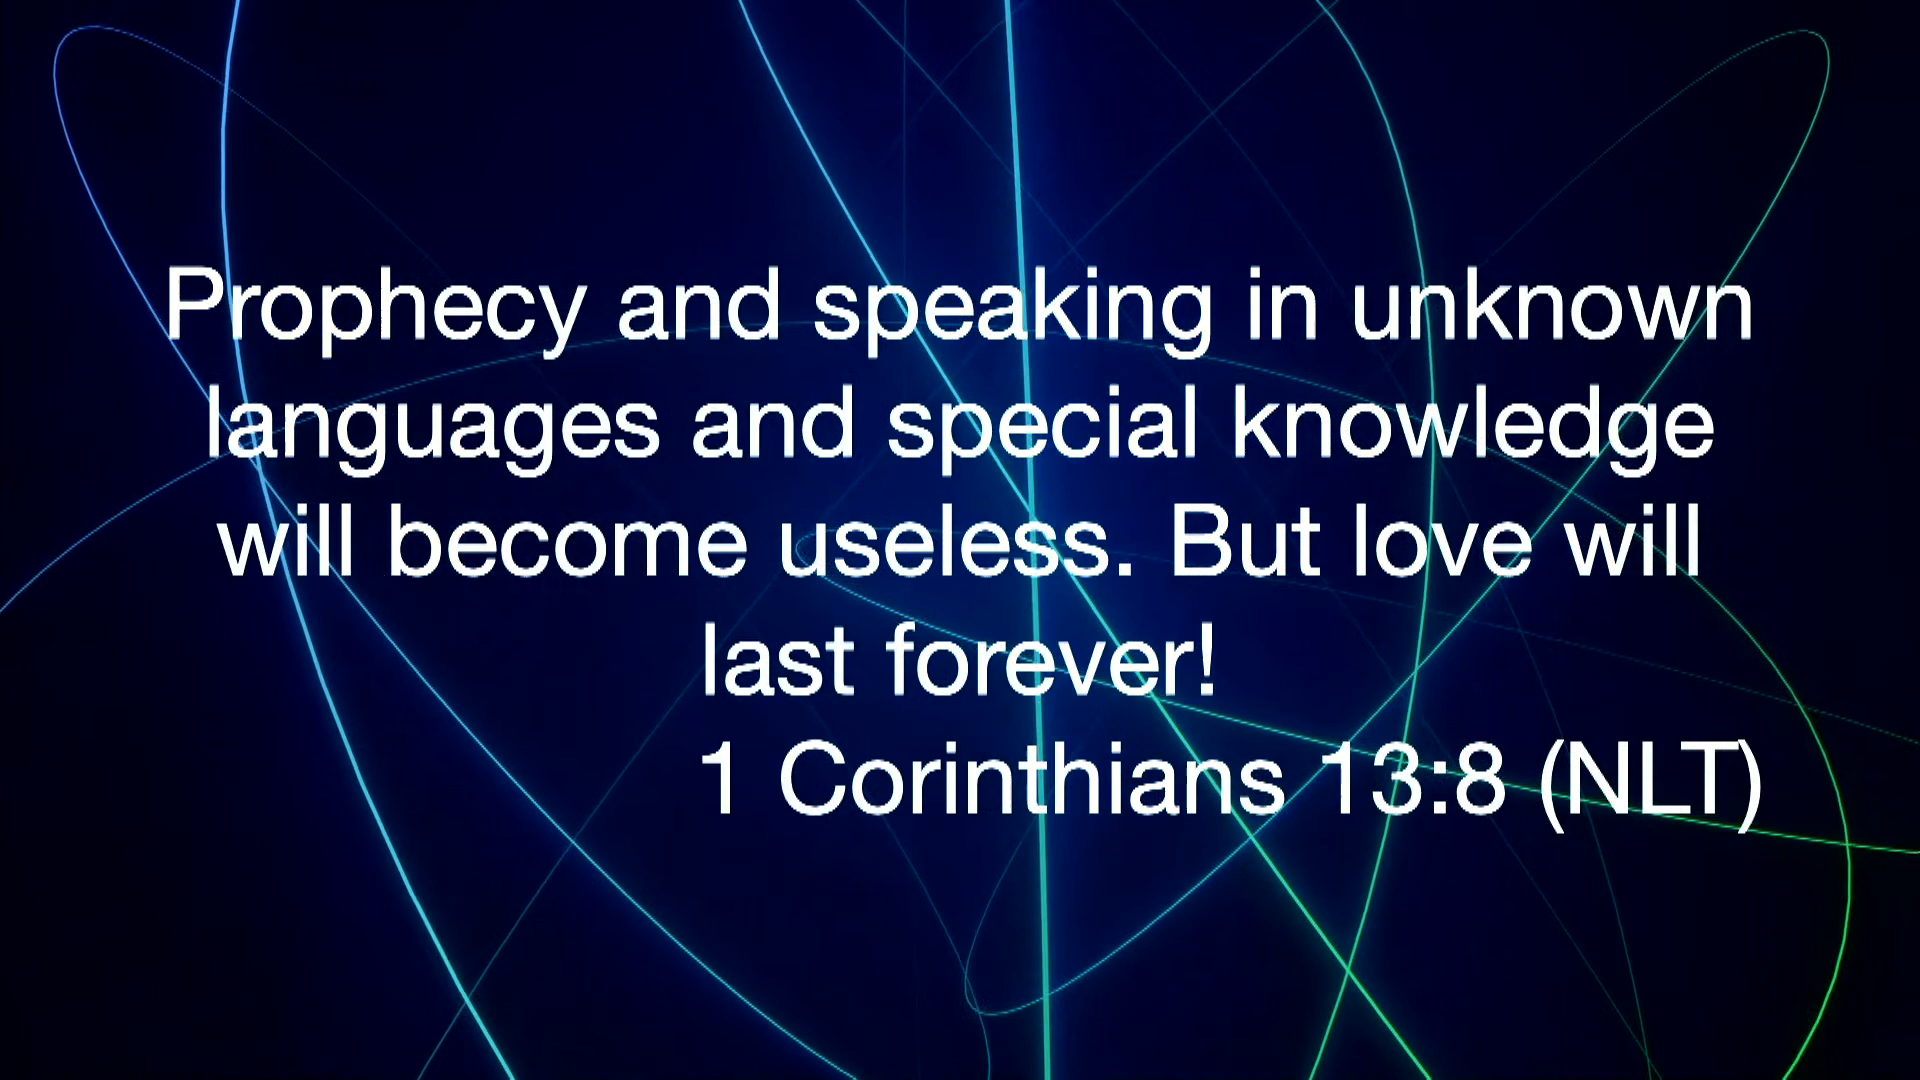 Prophecy and speaking in unknown
languages and special knowledge
will become useless. But love will
last forever!
1 Corinthians 13:8 (NLT)